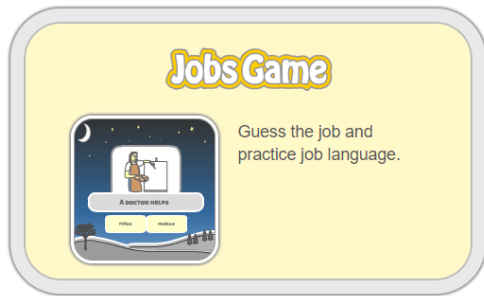 Jobs Game
Guess the job and
practice job language.
A DOCTOR HELPS
rides
makes